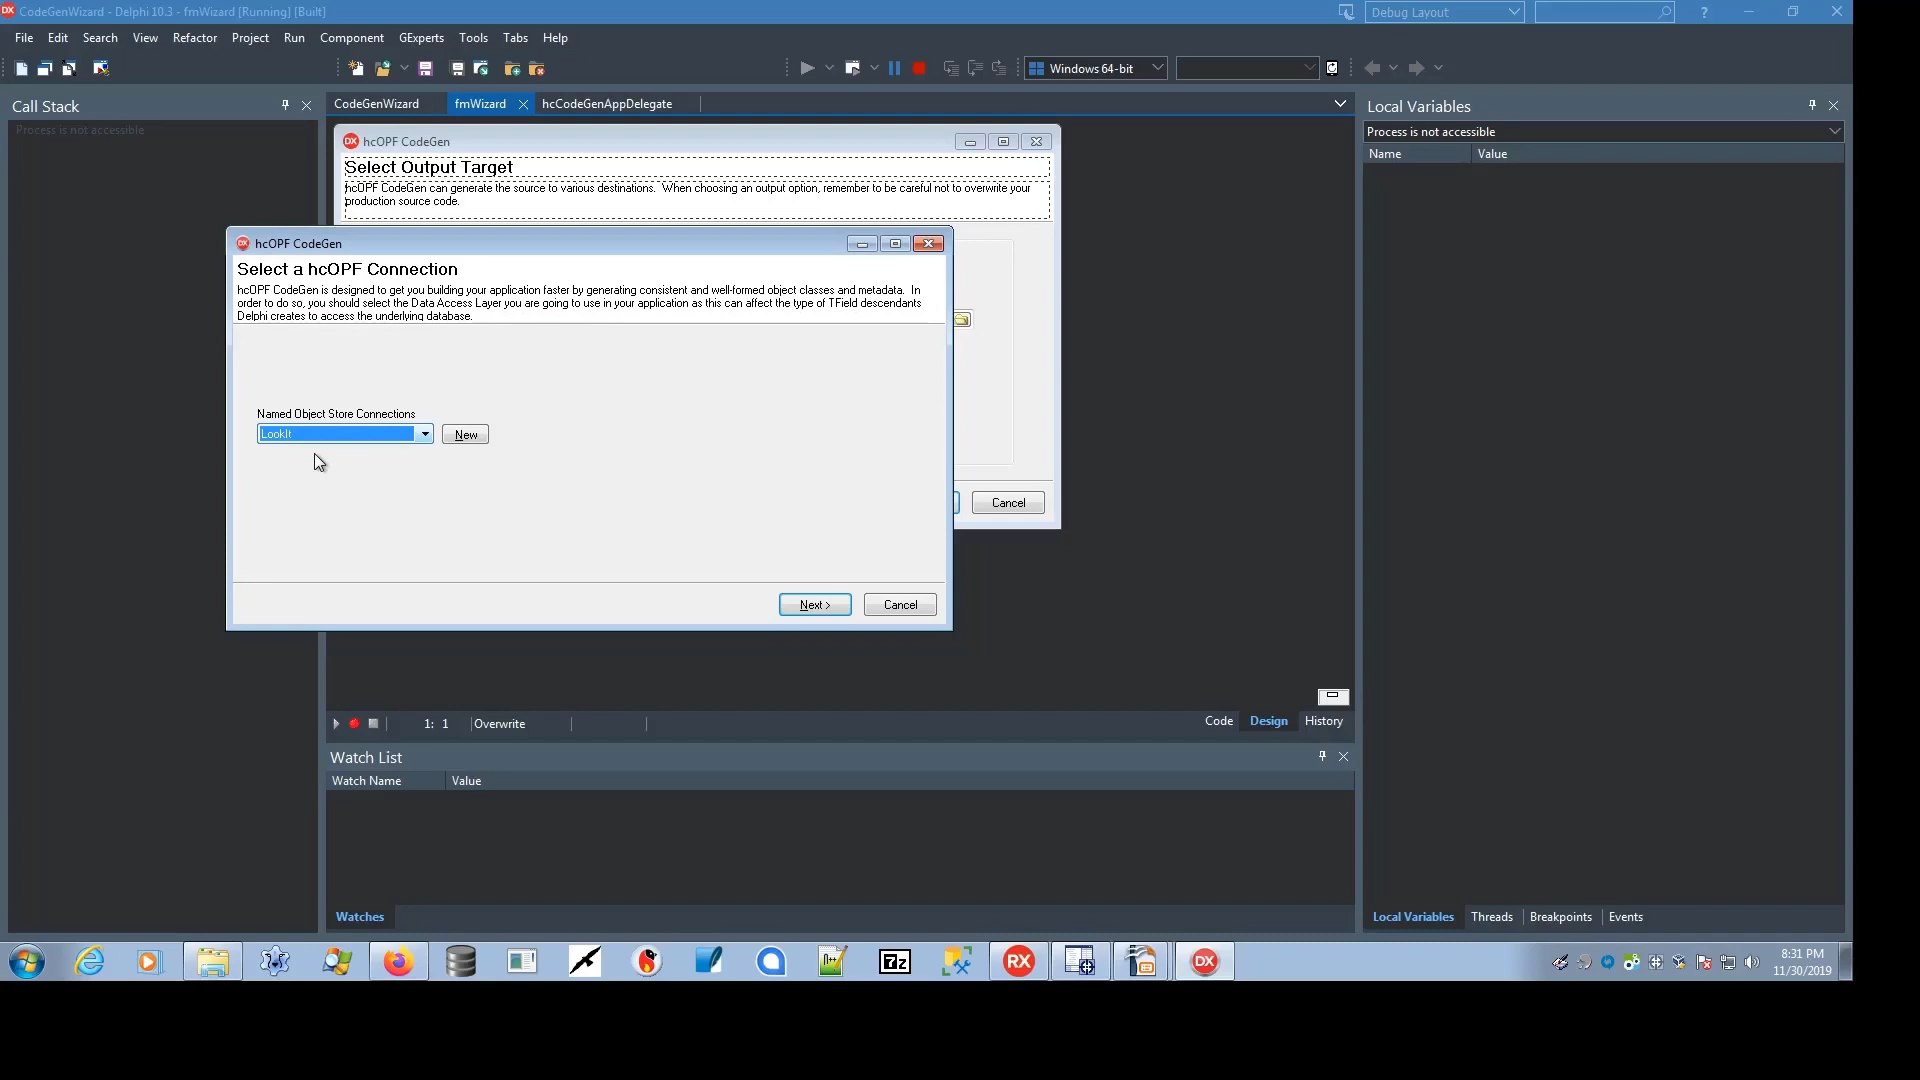 CodeGenWizard - Delphi 10.3 - fmWizard [Running] [Built]
Debug Layout
File Edit Search View Refactor Project Run Component GExperts Tools Tabs Help
Windows 64-bit
Call Stack
CodeGenWizard fmWizard hcCodeGenAppDelegate
Local Variables
Process is not accessible
Process is not accessible
Name Value
hcOPF CodeGen
Select Output Target
hcOPF CodeGen can generate the source to various destinations. When choosing an output option, remember to be careful not to overwrite your
production source code.
hcOPF CodeGen
Select a hcOPF Connection
hcOPF CodeGen is designed to get you building your application faster by generating consistent and well-formed object classes and metadata. In
order to do so, you should select the Data Access Layer you are going to use in your application as this can affect the type of TField descendants
Delphi creates to access the underlying database.
Named Object Store Connections
LookIt
New
Cancel
Next >
Cancel
1: 1
Overwrite
Code Design History
Watch List
Watch Name Value
Watches
Local Variables Threads Breakpoints Events
8:31 PM
11/30/2019